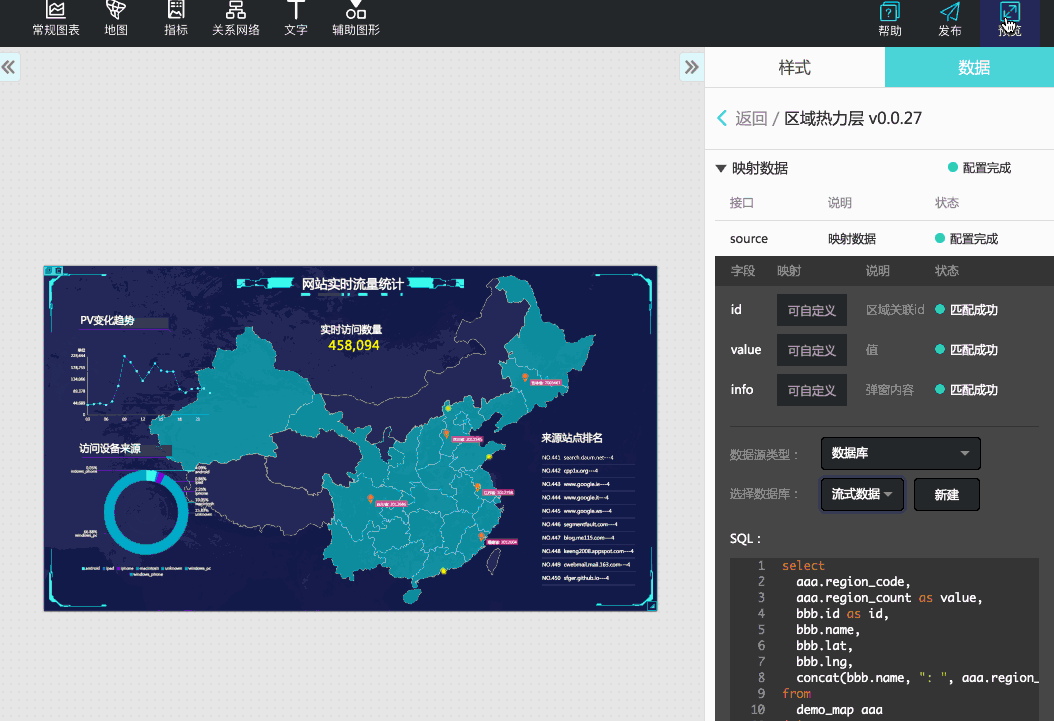 常规图表
地图
指标
关系网络
文字
辅助图形
帮助
发布
预览
样式
数据
返回 / 区域热力层 v0.0.27
映射数据
配置完成
接口 说明 状态
source 映射数据 配置完成
字段 映射 说明 状态
id 可自定义 区域关联id 匹配成功
value 可自定义 值 匹配成功
info 可自定义 弹窗内容 匹配成功
数据源类型： 数据库
选择数据库： 流式数据 新建
SQL：
1 select
2 aaa.region_code,
3 aaa.region_count as value,
4 bbb.id as id,
5 bbb.name,
6 bbb.lat,
7 bbb.lng,
8 concat(bbb.name, ": ", aaa.region_
9 from
10 demo_map aaa
网站实时流量统计
PV变化趋势
实时访问数量
458,094
访问设备来源
来源站点排名
NO.441 search.daum.net---4
NO.442 cpp1x.org---4
NO.443 www.google.ie---4
NO.444 www.google.it---4
NO.445 www.google.ws---4
NO.446 segmentfault.com---4
NO.447 blog.me115.com---4
NO.448 keeng2008.appspot.com---4
NO.449 cwebmail.mail.163.com---4
NO.450 sfger.github.io---4